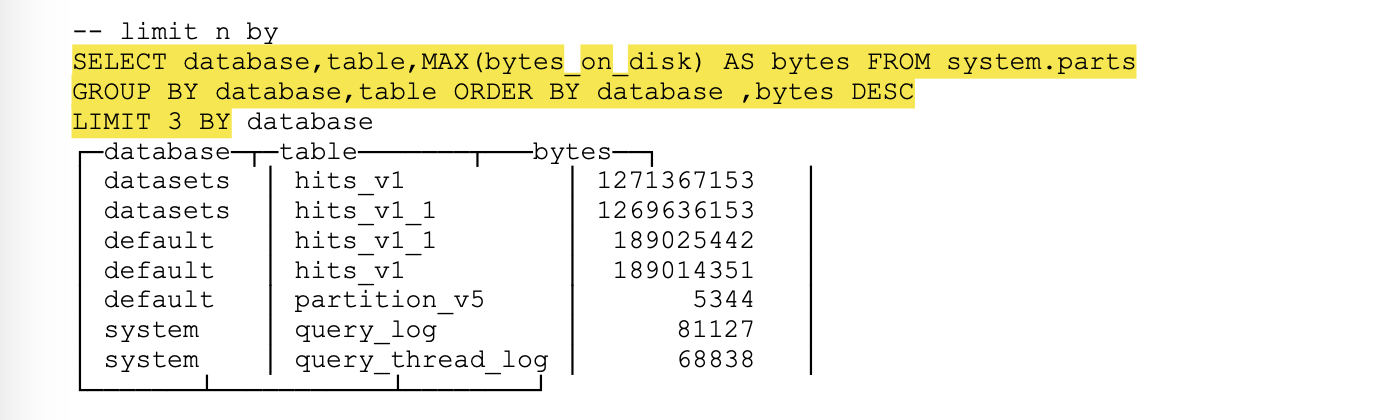 -- limit n by
SELECT database,table,MAX(bytes_on_disk) AS bytes FROM system.parts
GROUP BY database,table ORDER BY database ,bytes DESC
LIMIT 3 BY database
┌─database─┬─table───────┬───bytes──┐
│ datasets │ hits_v1 │ 1271367153 │
│ datasets │ hits_v1_1 │ 1269636153 │
│ default │ hits_v1_1 │ 189025442 │
│ default │ hits_v1 │ 189014351 │
│ default │ partition_v5 │ 5344 │
│ system │ query_log │ 81127 │
│ system │ query_thread_log │ 68838 │